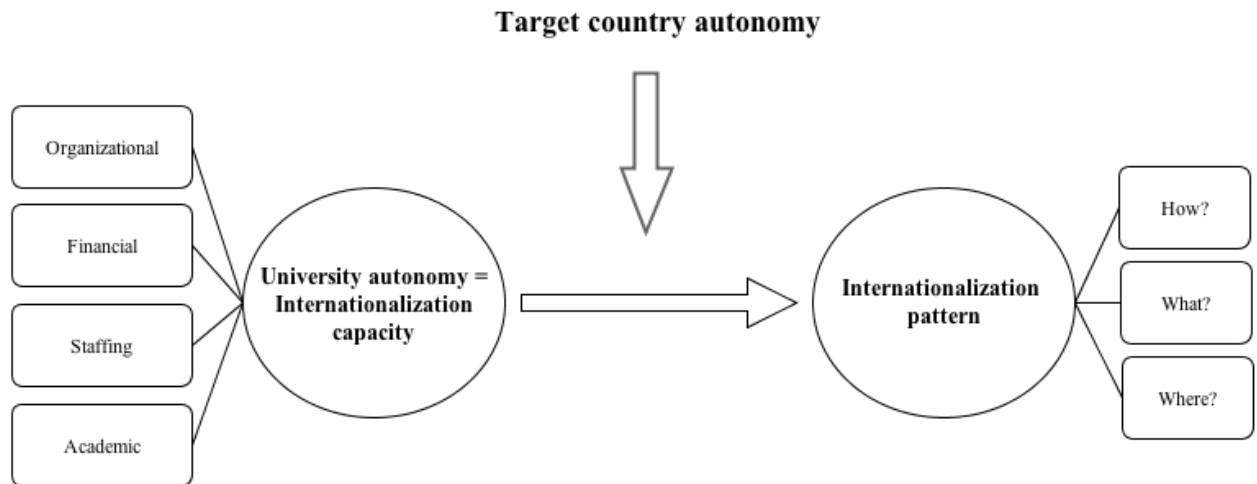 Target country autonomy
Organizational
Financial
Staffing
Academic
University autonomy =
Internationalization
capacity
Internationalization
pattern
How?
What?
Where?